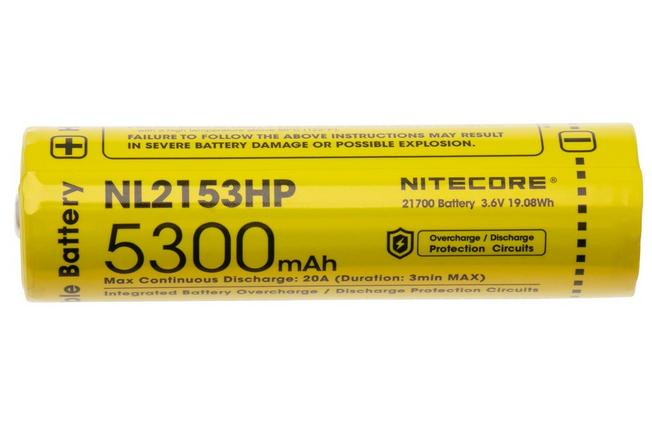 FAILURE TO FOLLOW THE ABOVE INSTRUCTIONS MAY RESULT
IN SEVERE BATTERY DAMAGE OR POSSIBLE EXPLOSION.
NL2153HP
5300mAh
Max Continuous Discharge: 20A (Duration: 3min MAX)
Integrated Battery Overcharge / Discharge Protection Circuits
NITECORE®
21700 Battery 3.6V 19.08Wh
Overcharge / Discharge
Protection Circuits
Battery
+